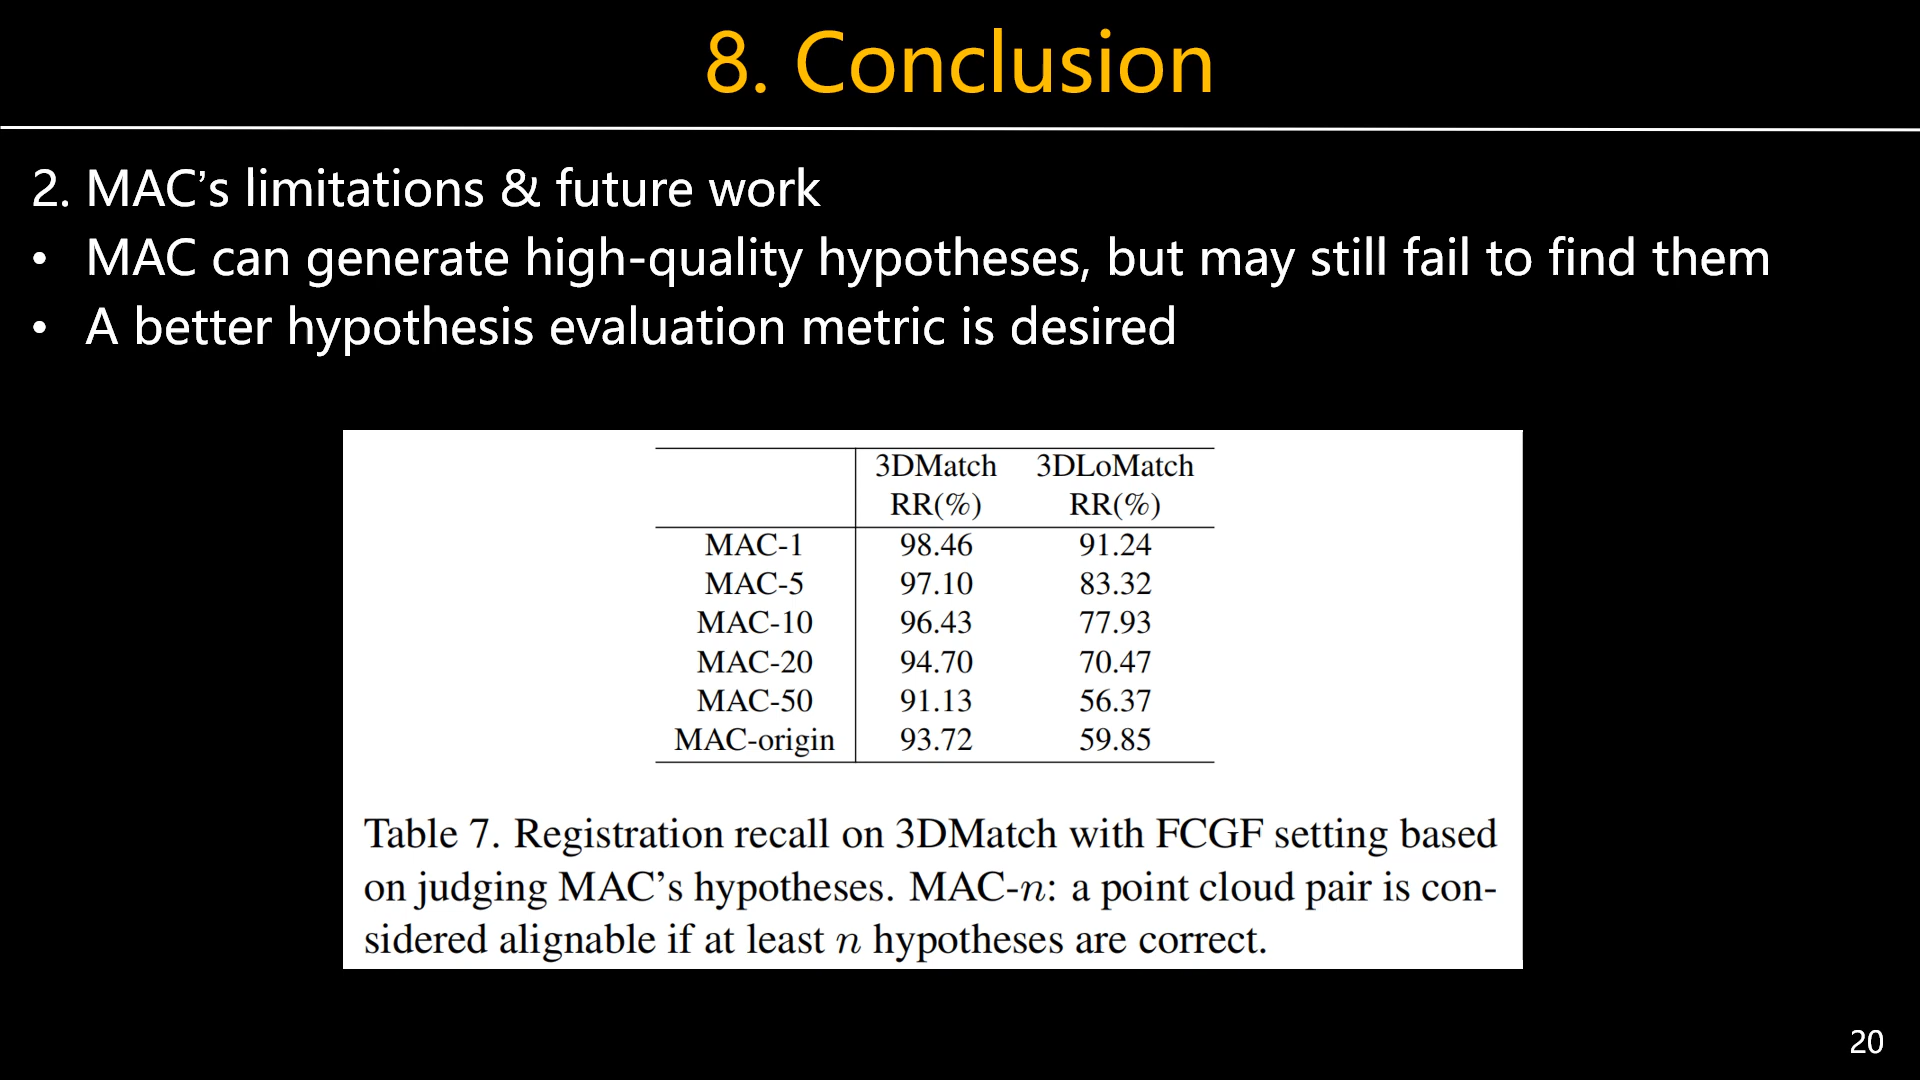 8. Conclusion
2. MAC's limitations & future work
• MAC can generate high-quality hypotheses, but may still fail to find them
• A better hypothesis evaluation metric is desired
3DMatch 3DLoMatch
RR(%) RR(%)
MAC-1 98.46 91.24
MAC-5 97.10 83.32
MAC-10 96.43 77.93
MAC-20 94.70 70.47
MAC-50 91.13 56.37
MAC-origin 93.72 59.85
Table 7. Registration recall on 3DMatch with FCGF setting based
on judging MAC's hypotheses. MAC-n: a point cloud pair is con-
sidered alignable if at least n hypotheses are correct.
20